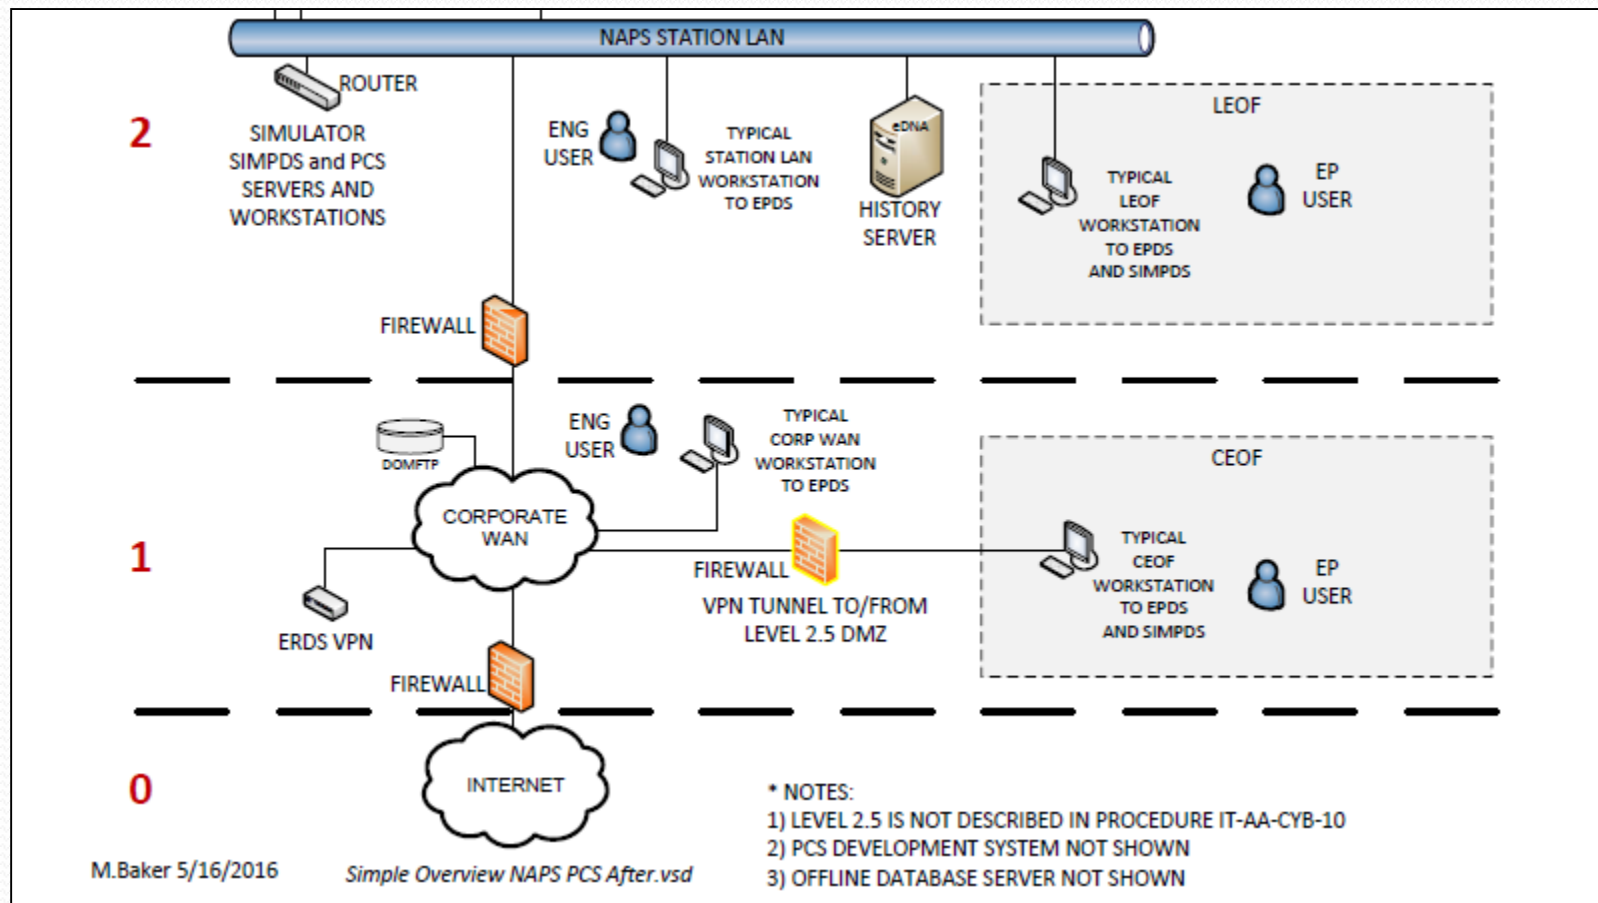 NAPS STATION LAN
ROUTER
2
SIMULATOR
SIMPDS and PCS
SERVERS AND
WORKSTATIONS
ENG
USER
TYPICAL
STATION LAN
WORKSTATION
TO EPDS
eDNA
HISTORY
SERVER
LEOF
TYPICAL
LEOF
WORKSTATION
TO EPDS
AND SIMPDS
EP
USER
FIREWALL
DOMFTP
ENG
USER
TYPICAL
CORP WAN
WORKSTATION
TO EPDS
CORPORATE
WAN
1
FIREWALL
VPN TUNNEL TO/FROM
LEVEL 2.5 DMZ
CEOF
TYPICAL
CEOF
WORKSTATION
TO EPDS
AND SIMPDS
EP
USER
ERDS VPN
FIREWALL
0
INTERNET
* NOTES:
1) LEVEL 2.5 IS NOT DESCRIBED IN PROCEDURE IT-AA-CYB-10
2) PCS DEVELOPMENT SYSTEM NOT SHOWN
3) OFFLINE DATABASE SERVER NOT SHOWN
M.Baker 5/16/2016
Simple Overview NAPS PCS After.vsd